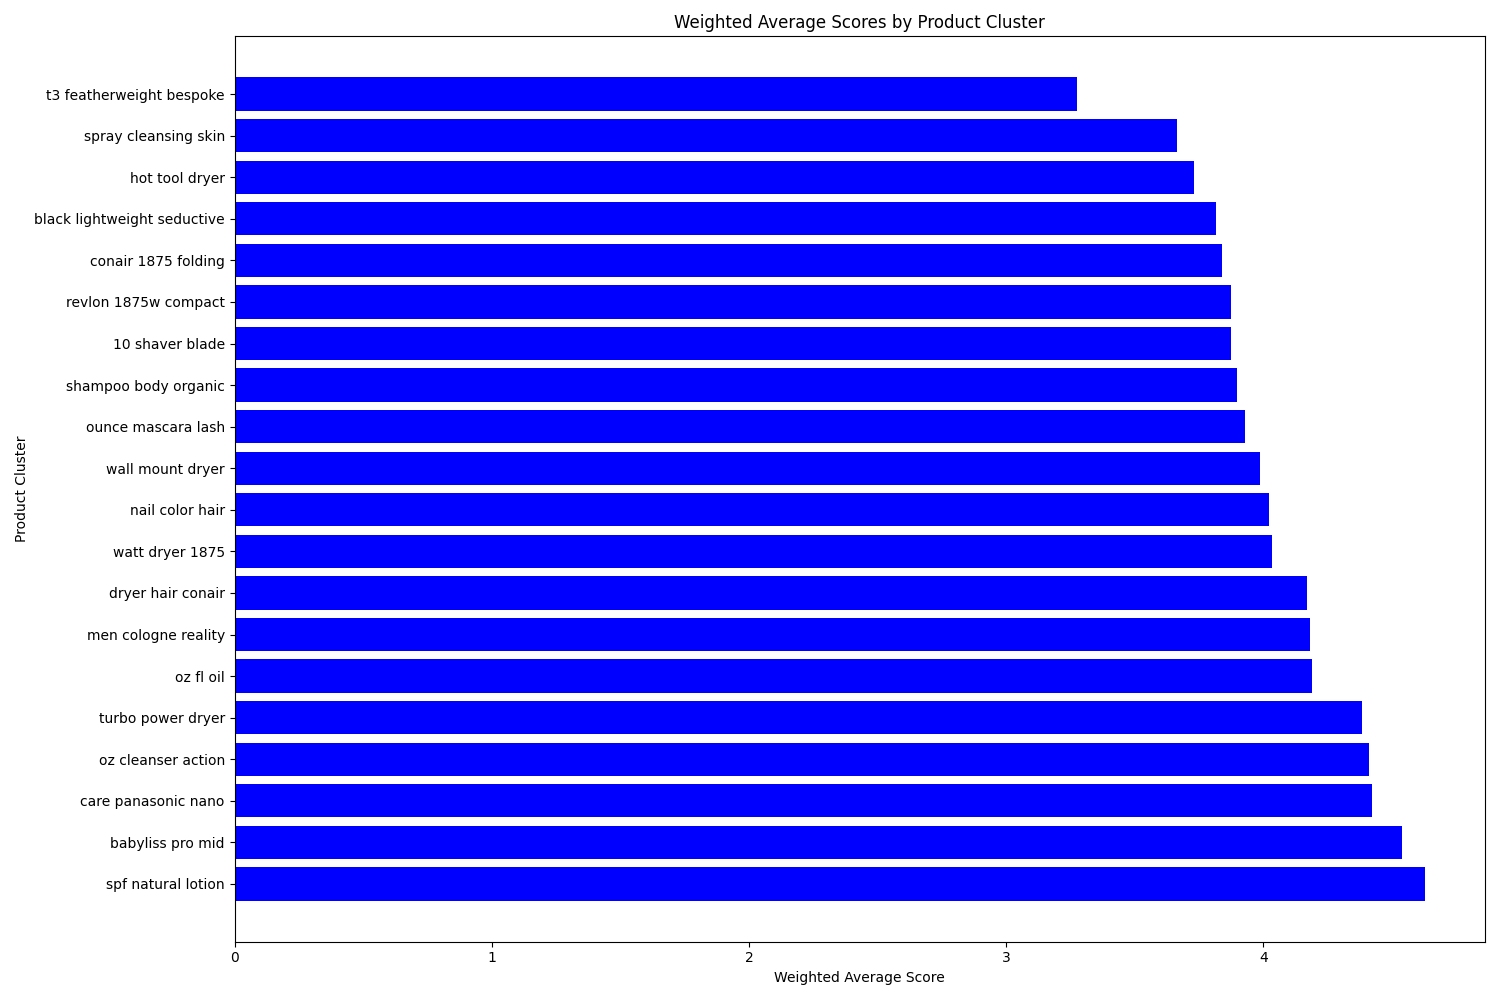 Weighted Average Scores by Product Cluster
t3 featherweight bespoke
spray cleansing skin
hot tool dryer
black lightweight seductive
conair 1875 folding
revlon 1875w compact
10 shaver blade
shampoo body organic
ounce mascara lash
wall mount dryer
nail color hair
watt dryer 1875
dryer hair conair
men cologne reality
oz fl oil
turbo power dryer
oz cleanser action
care panasonic nano
babyliss pro mid
spf natural lotion
Product Cluster
0 1 2 3 4
Weighted Average Score